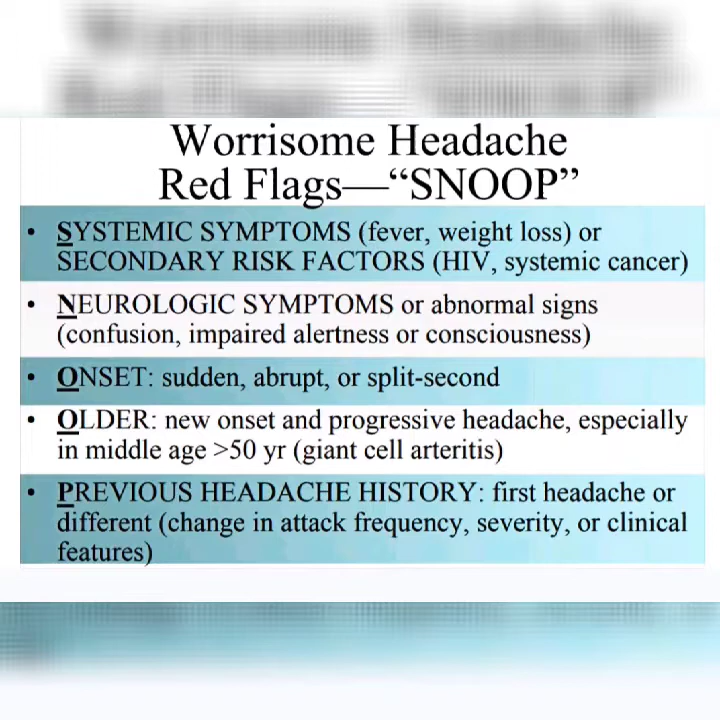 Worrisome Headache
Red Flags—“SNOOP”
• SYSTEMIC SYMPTOMS (fever, weight loss) or
SECONDARY RISK FACTORS (HIV, systemic cancer)
• NEUROLOGIC SYMPTOMS or abnormal signs
(confusion, impaired alertness or consciousness)
• ONSET: sudden, abrupt, or split-second
• OLDER: new onset and progressive headache, especially
in middle age >50 yr (giant cell arteritis)
• PREVIOUS HEADACHE HISTORY: first headache or
different (change in attack frequency, severity, or clinical
features)